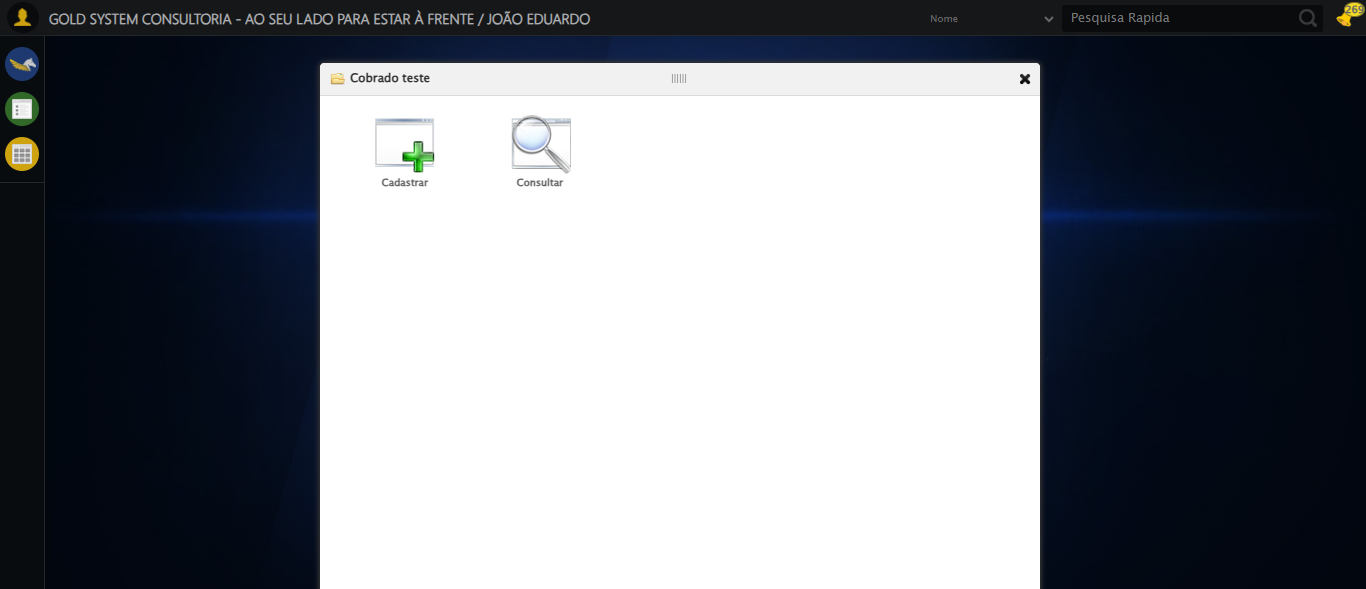 GOLD SYSTEM CONSULTORIA - AO SEU LADO PARA ESTAR À FRENTE / JOÃO EDUARDO
Nome
Pesquisa Rapida
269
Cobrado teste
Cadastrar
Consultar